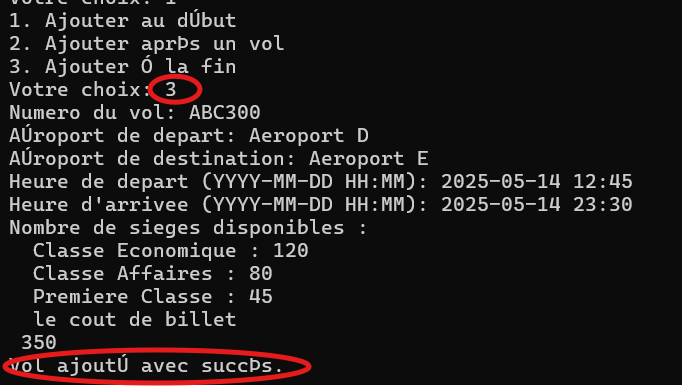 Votre choix: 1
1. Ajouter au dÚbut
2. Ajouter aprÞs un vol
3. Ajouter Ó la fin
Votre choix: 3
Numero du vol: ABC300
AÚroport de depart: Aeroport D
AÚroport de destination: Aeroport E
Heure de depart (YYYY-MM-DD HH:MM): 2025-05-14 12:45
Heure d'arrivee (YYYY-MM-DD HH:MM): 2025-05-14 23:30
Nombre de sieges disponibles :
  Classe Economique : 120
  Classe Affaires : 80
  Premiere Classe : 45
  le cout de billet
 350
Vol ajoutÚ avec succÞs.